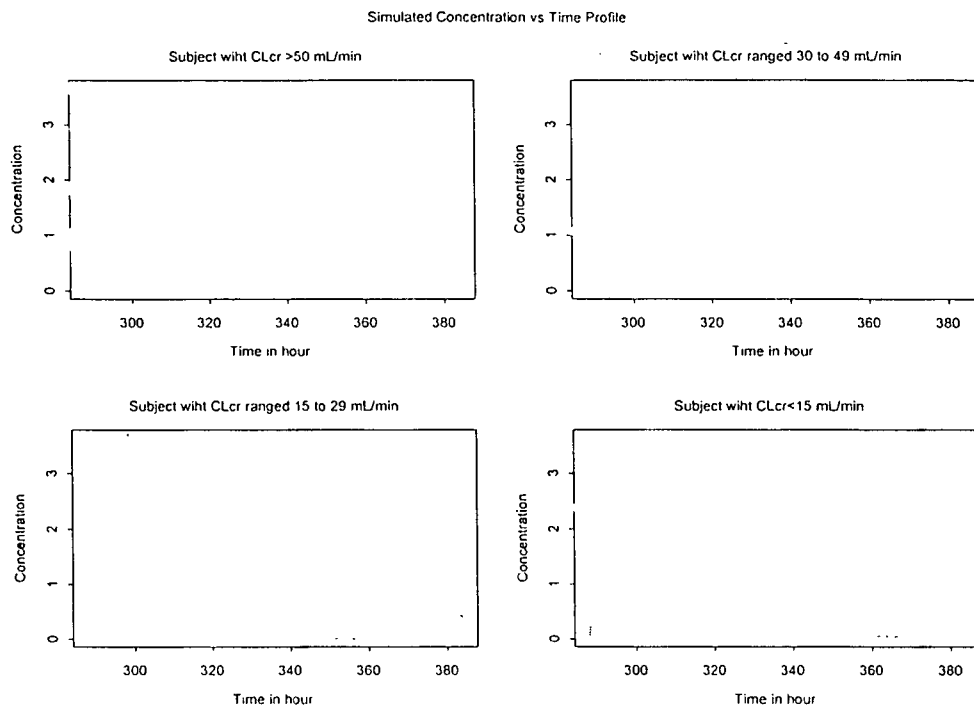 Simulated Concentration vs Time Profile
Subject wiht CLcr >50 mL/min
Concentration
3
2
1
0
300 320 340 360 380
Time in hour
Subject wiht CLcr ranged 30 to 49 mL/min
Concentration
3
2
1
0
300 320 340 360 380
Time in hour
Subject wiht CLcr ranged 15 to 29 mL/min
Concentration
3
2
1
0
300 320 340 360 380
Time in hour
Subject wiht CLcr<15 mL/min
Concentration
3
2
1
0
300 320 340 360 380
Time in hour